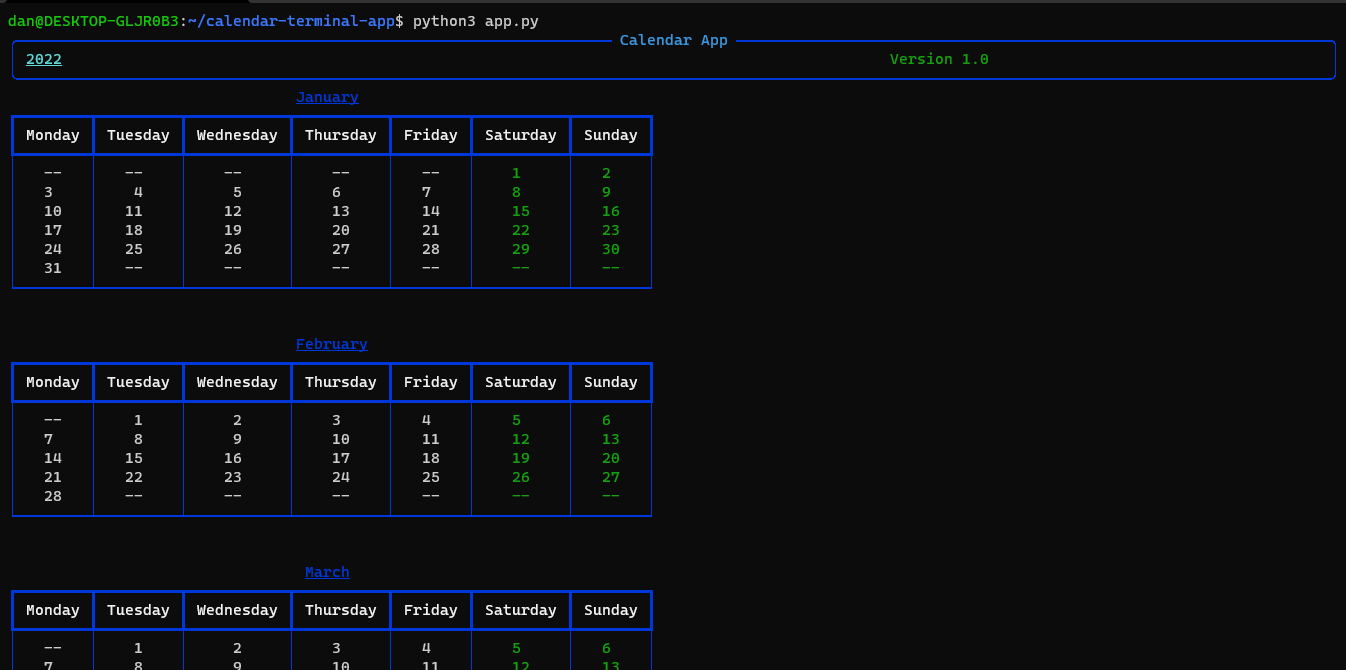 dan@DESKTOP-GLJR0B3:~/calendar-terminal-app$ python3 app.py
Calendar App
2022 Version 1.0
January
Monday Tuesday Wednesday Thursday Friday Saturday Sunday
-- -- -- -- -- 1 2
3 4 5 6 7 8 9
10 11 12 13 14 15 16
17 18 19 20 21 22 23
24 25 26 27 28 29 30
31 -- -- -- -- -- --
February
Monday Tuesday Wednesday Thursday Friday Saturday Sunday
-- 1 2 3 4 5 6
7 8 9 10 11 12 13
14 15 16 17 18 19 20
21 22 23 24 25 26 27
28 -- -- -- -- -- --
March
Monday Tuesday Wednesday Thursday Friday Saturday Sunday
-- 1 2 3 4 5 6
7 8 9 10 11 12 13